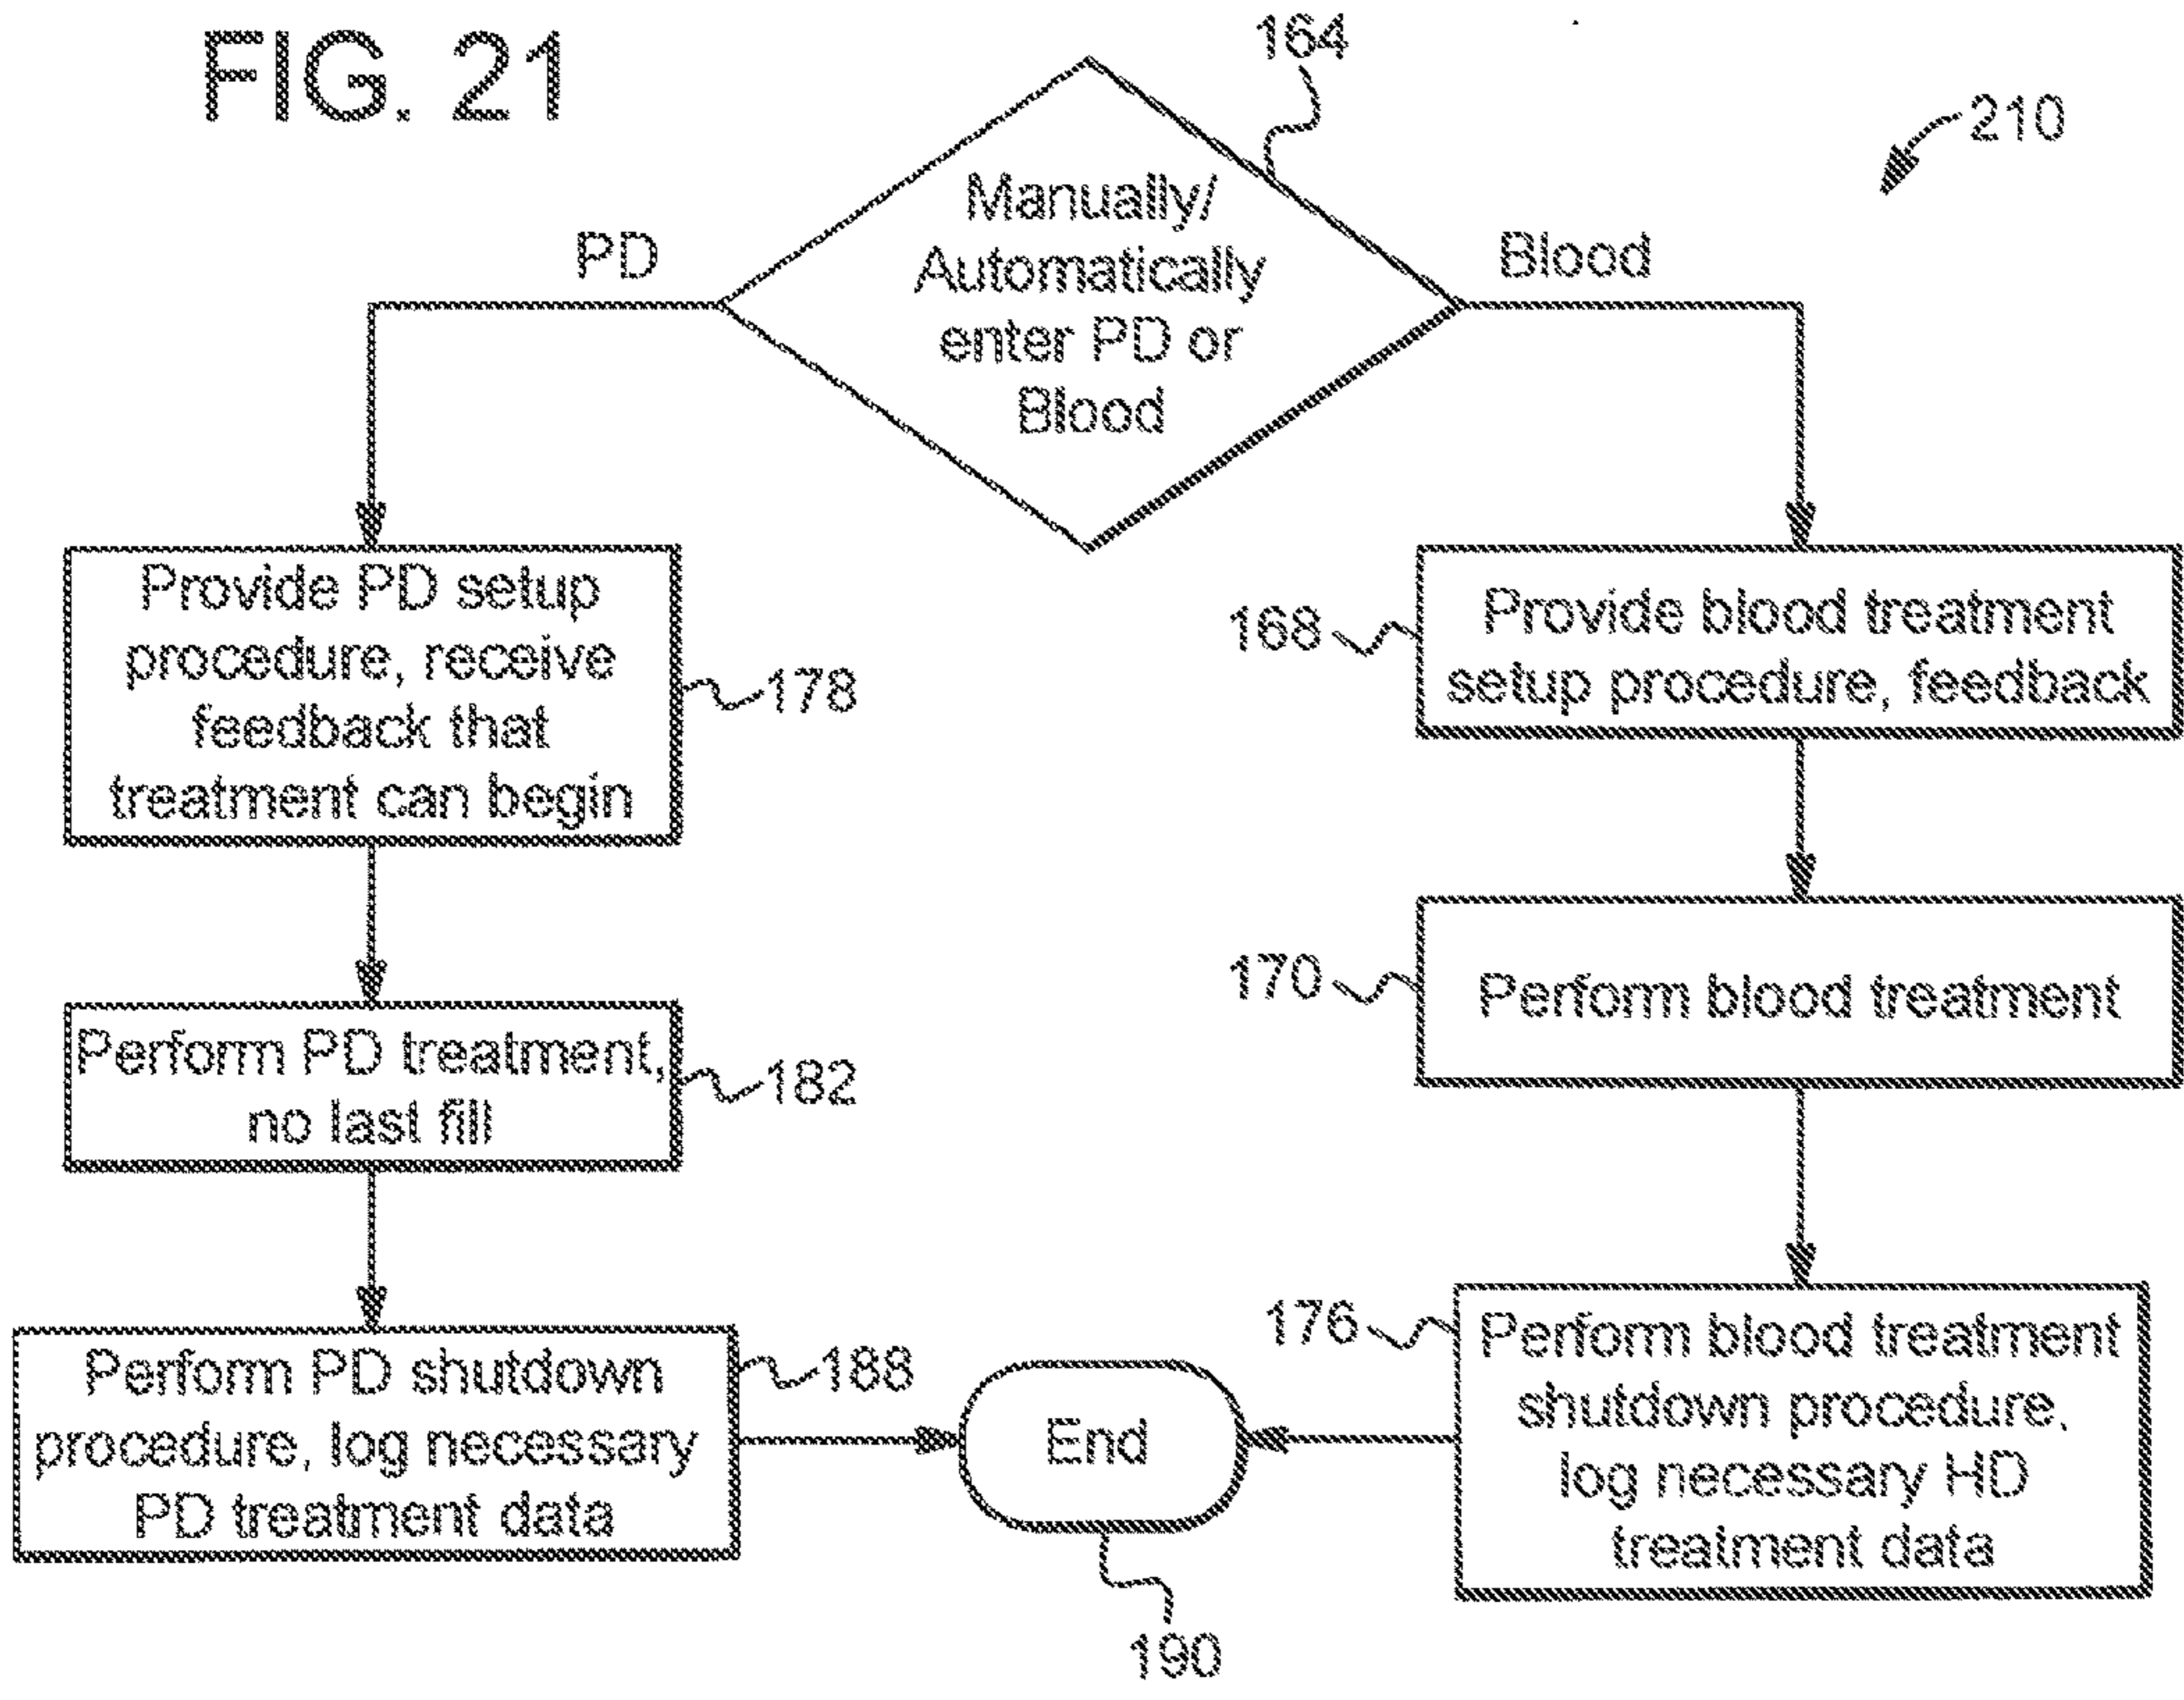 FIG. 21
164
210
Manually/
Automatically
enter PD or
Blood
PD
Blood
Provide PD setup
procedure, receive
feedback that
treatment can begin
178
168
Provide blood treatment
setup procedure, feedback
Perform PD treatment,
no last fill
182
170
Perform blood treatment
Perform PD shutdown
procedure, log necessary
PD treatment data
188
End
190
176
Perform blood treatment
shutdown procedure,
log necessary HD
treatment data